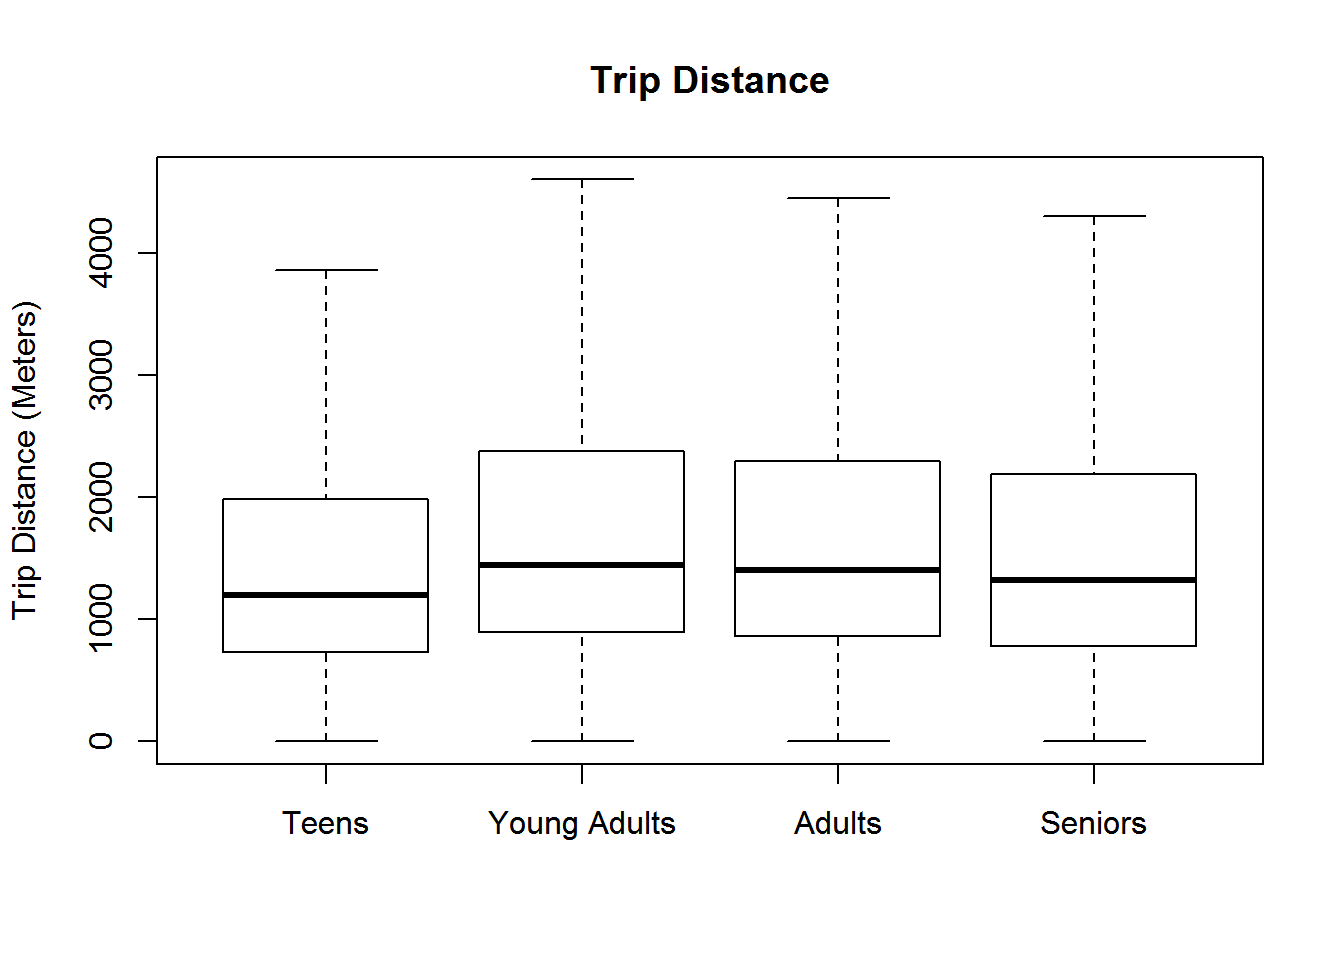 Trip Distance
Trip Distance (Meters)
4000
3000
2000
1000
0
Teens
Young Adults
Adults
Seniors